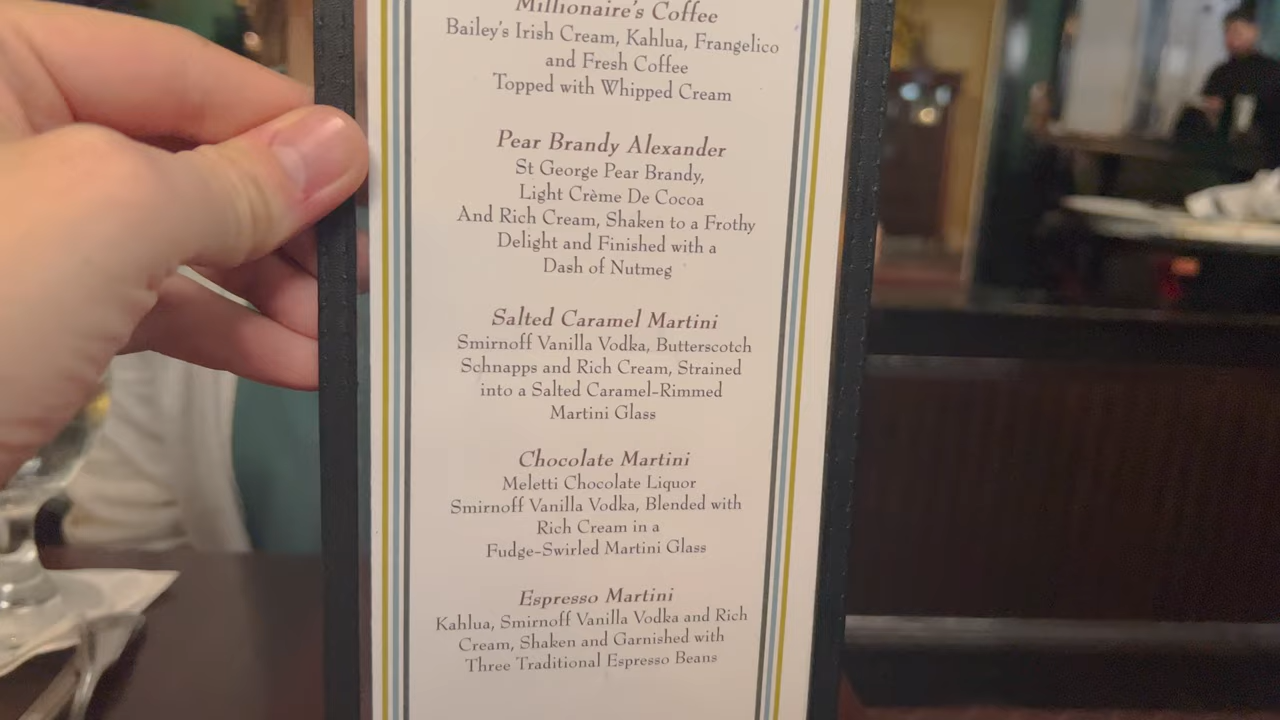 Millionaire's Coffee
Bailey's Irish Cream, Kahlua, Frangelico
and Fresh Coffee
Topped with Whipped Cream
Pear Brandy Alexander
St George Pear Brandy,
Light Crème De Cocoa
And Rich Cream, Shaken to a Frothy
Delight and Finished with a
Dash of Nutmeg
Salted Caramel Martini
Smirnoff Vanilla Vodka, Butterscotch
Schnapps and Rich Cream, Strained
into a Salted Caramel-Rimmed
Martini Glass
Chocolate Martini
Meletti Chocolate Liquor
Smirnoff Vanilla Vodka, Blended with
Rich Cream in a
Fudge-Swirled Martini Glass
Espresso Martini
Kahlua, Smirnoff Vanilla Vodka and Rich
Cream, Shaken and Garnished with
Three Traditional Espresso Beans